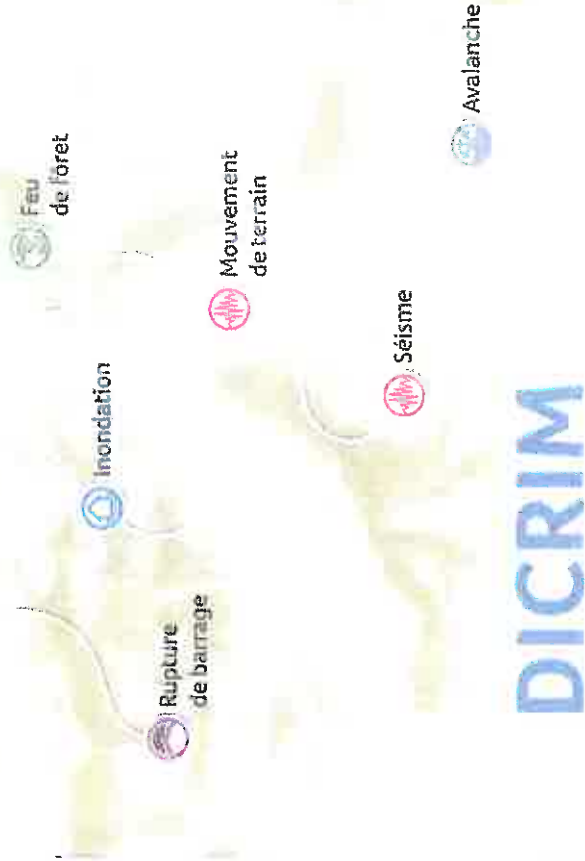 Feu
de forêt
Inondation
Rupture
de barrage
Mouvement
de terrain
Séisme
Avalanche
DICRIM